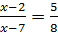 x−2/x−7 = 5/8